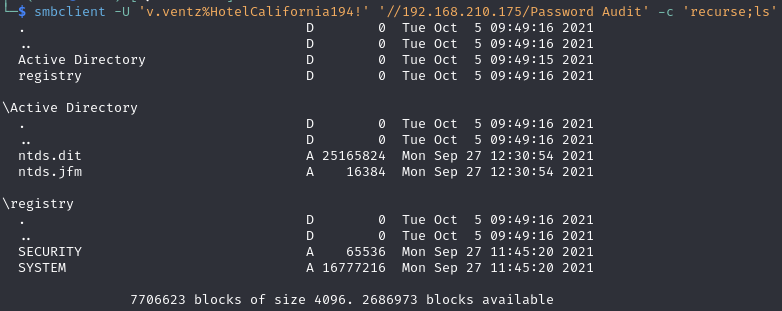 └─$ smbclient -U 'v.ventz%HotelCalifornia194!' '//192.168.210.175/Password Audit' -c 'recurse;ls'
  .                                   D        0  Tue Oct  5 09:49:16 2021
  ..                                  D        0  Tue Oct  5 09:49:16 2021
  Active Directory                    D        0  Tue Oct  5 09:49:15 2021
  registry                            D        0  Tue Oct  5 09:49:16 2021

\Active Directory
  .                                   D        0  Tue Oct  5 09:49:16 2021
  ..                                  D        0  Tue Oct  5 09:49:16 2021
  ntds.dit                            A 25165824  Mon Sep 27 12:30:54 2021
  ntds.jfm                            A    16384  Mon Sep 27 12:30:54 2021

\registry
  .                                   D        0  Tue Oct  5 09:49:16 2021
  ..                                  D        0  Tue Oct  5 09:49:16 2021
  SECURITY                            A    65536  Mon Sep 27 11:45:20 2021
  SYSTEM                              A 16777216  Mon Sep 27 11:45:20 2021

                7706623 blocks of size 4096. 2686973 blocks available